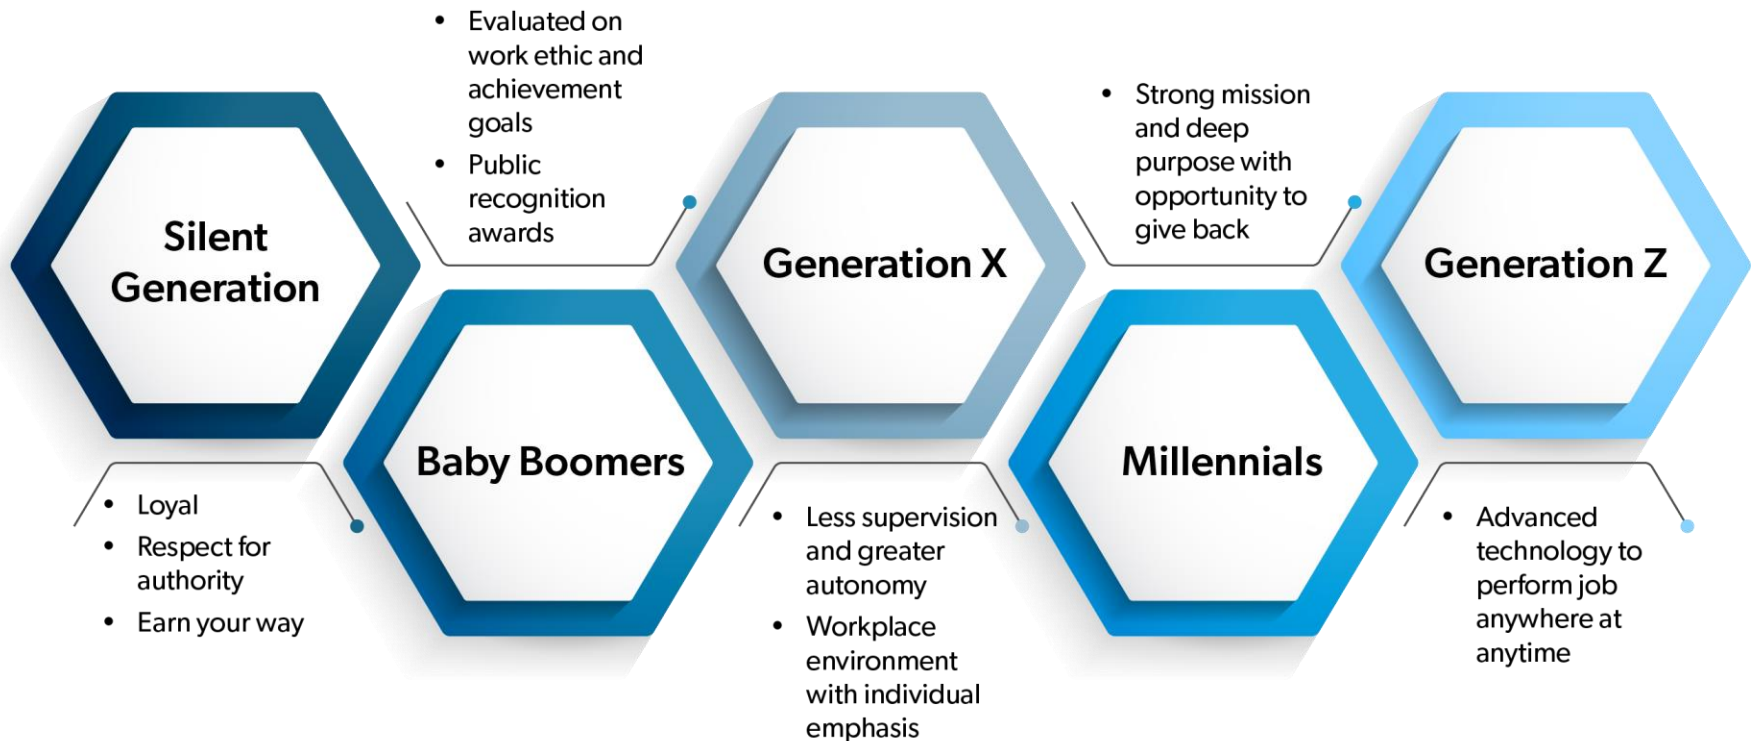 Silent
Generation
• Loyal
• Respect for
authority
• Earn your way
• Evaluated on
work ethic and
achievement
goals
• Public
recognition
awards
Baby Boomers
Generation X
• Less supervision
and greater
autonomy
• Workplace
environment
with individual
emphasis
• Strong mission
and deep
purpose with
opportunity to
give back
Millennials
Generation Z
• Advanced
technology to
perform job
anywhere at
anytime